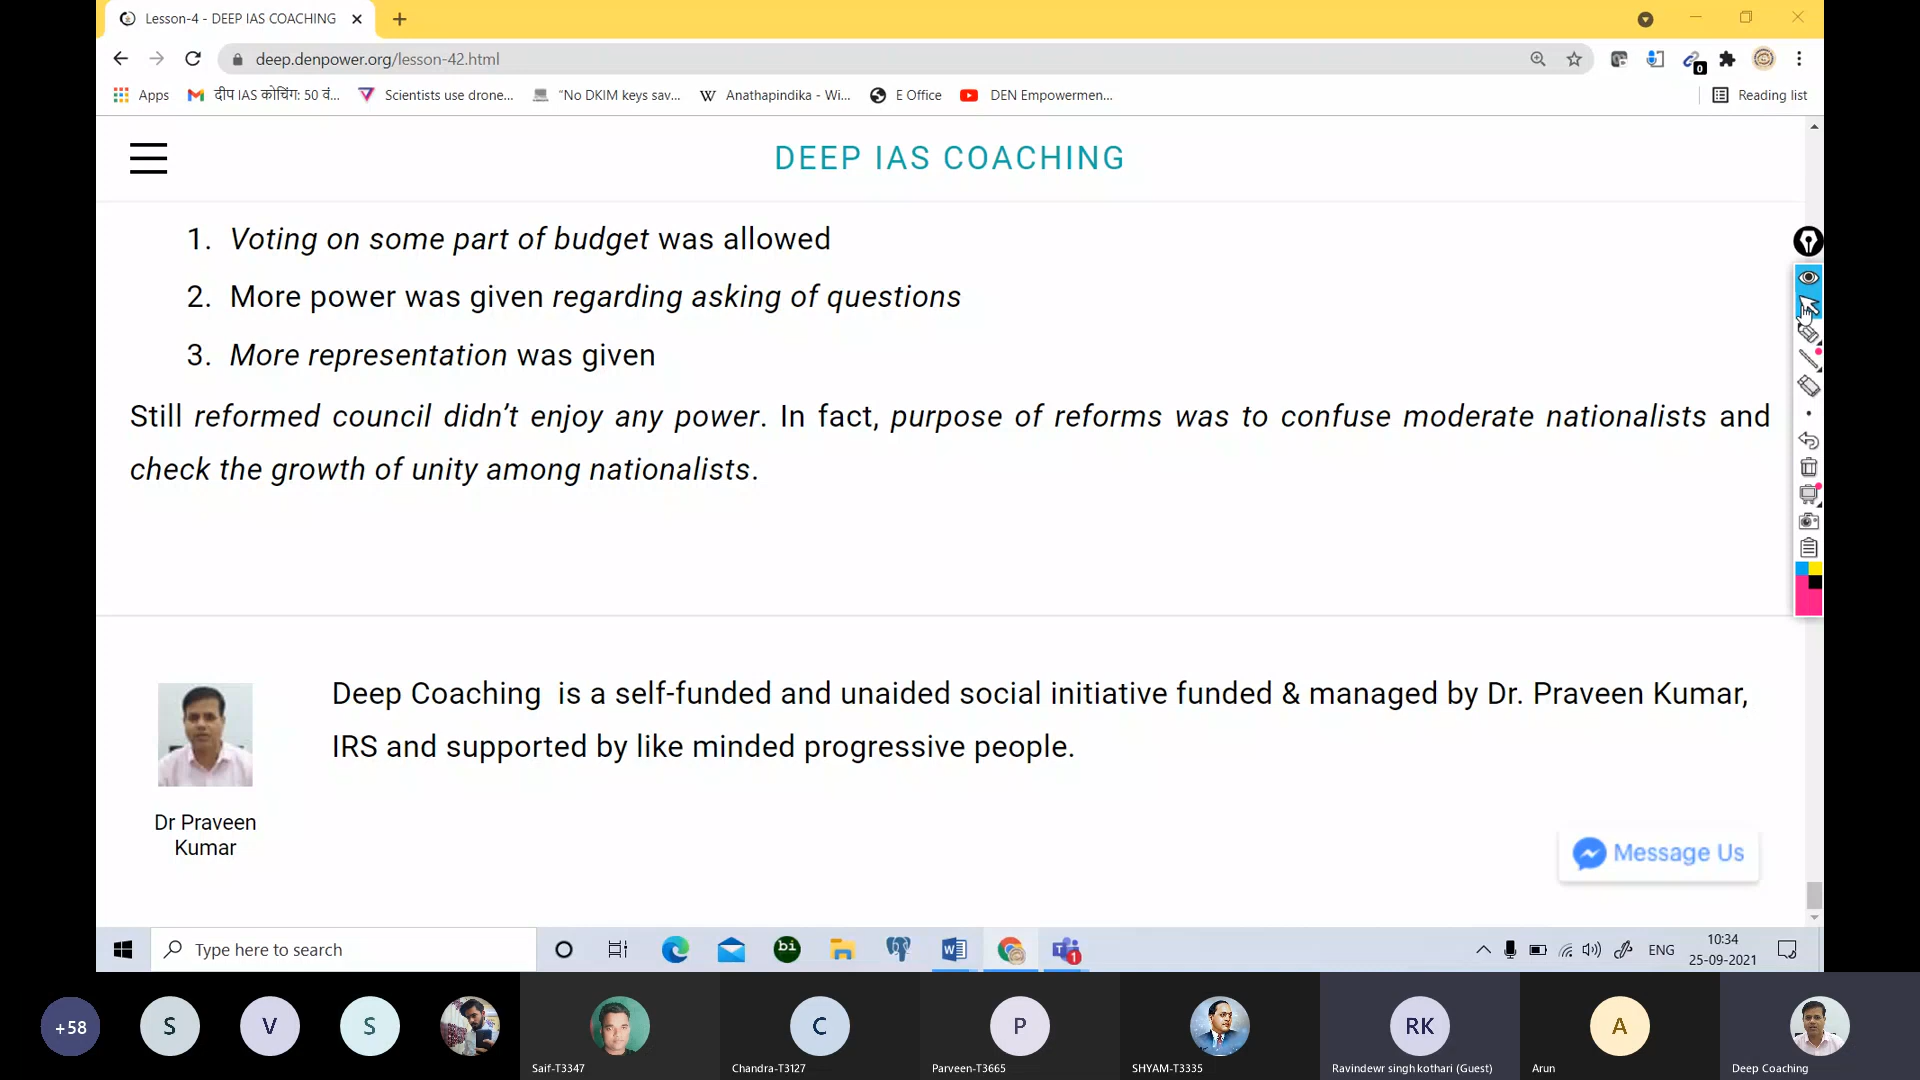 Lesson-4 - DEEP IAS COACHING
deep.denpower.org/lesson-42.html
0
Apps
दीप IAS कोचिंग: 50 वं...
Scientists use drone...
"No DKIM keys sav...
W
Anathapindika - Wi...
E Office
DEN Empowermen...
Reading list
DEEP IAS COACHING
1. Voting on some part of budget was allowed
2. More power was given regarding asking of questions
3. More representation was given
Still reformed council didn't enjoy any power. In fact, purpose of reforms was to confuse moderate nationalists and
check the growth of unity among nationalists.
Deep Coaching is a self-funded and unaided social initiative funded & managed by Dr. Praveen Kumar,
IRS and supported by like minded progressive people.
Dr Praveen
Kumar
Message Us
Type here to search
bi
1
ENG
10:34
25-09-2021
+58
S
V
S
C
P
RK
A
Saif-T3347
Chandra-T3127
Parveen-T3665
SHYAM-T3335
Ravindewr singh kothari (Guest)
Arun
Deep Coaching